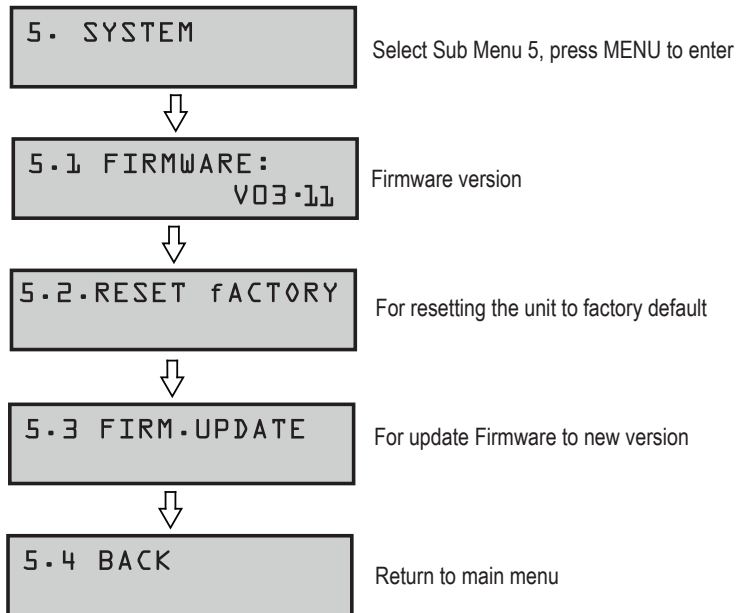 5. SYSTEM
Select Sub Menu 5, press MENU to enter
5.1 FIRMWARE:
V03.11
Firmware version
5.2.RESET fACTORY
For resetting the unit to factory default
5.3 FIRM.UPDATE
For update Firmware to new version
5.4 BACK
Return to main menu